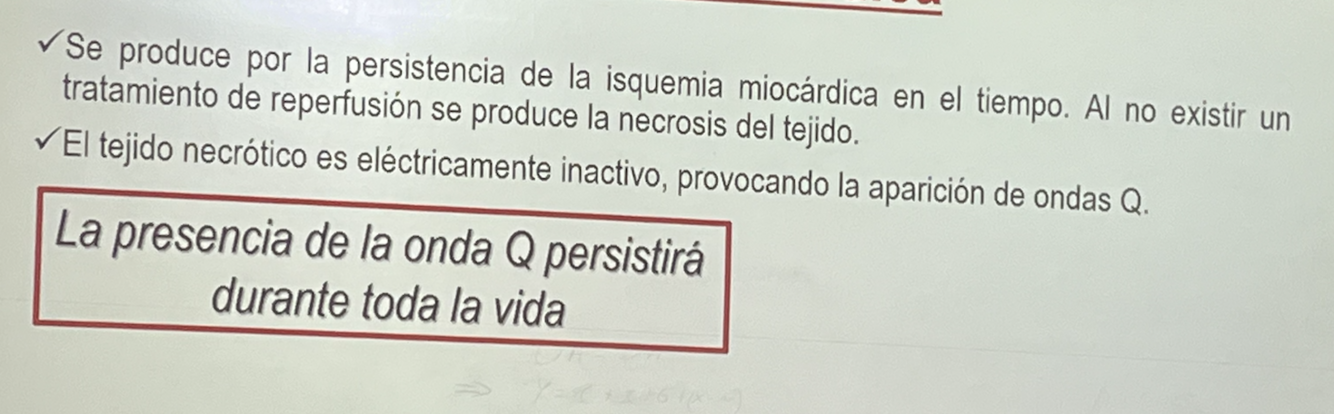 ✓Se produce por la persistencia de la isquemia miocárdica en el tiempo. Al no existir un
tratamiento de reperfusión se produce la necrosis del tejido.
✓El tejido necrótico es eléctricamente inactivo, provocando la aparición de ondas Q.
La presencia de la onda Q persistirá
durante toda la vida